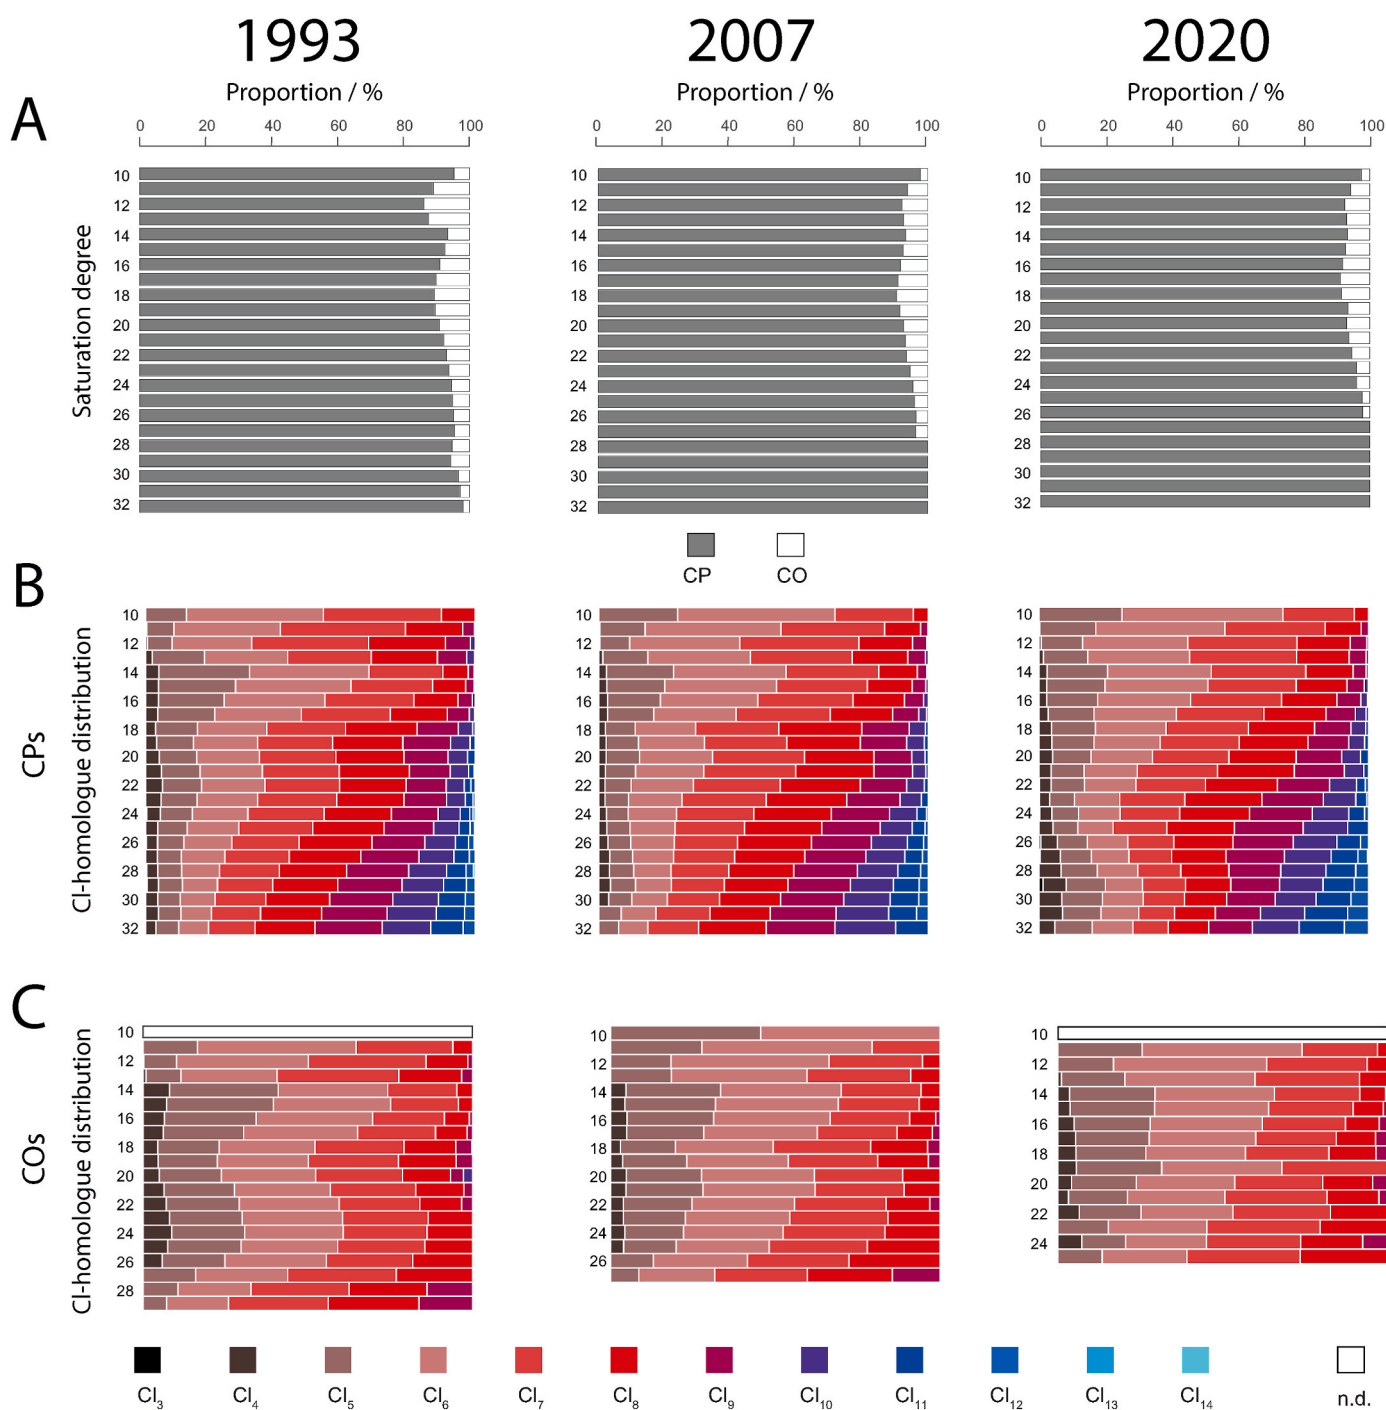 1993 2007 2020
Proportion / % Proportion / % Proportion / %
A
0 20 40 60 80 100 0 20 40 60 80 100 0 20 40 60 80 100
Saturation degree
10 10 10
12 12 12
14 14 14
16 16 16
18 18 18
20 20 20
22 22 22
24 24 24
26 26 26
28 28 28
30 30 30
32 32 32
CP CO
B
CPs
Cl-homologue distribution
10 10 10
12 12 12
14 14 14
16 16 16
18 18 18
20 20 20
22 22 22
24 24 24
26 26 26
28 28 28
30 30 30
32 32 32
C
COs
Cl-homologue distribution
10 10 10
12 12 12
14 14 14
16 16 16
18 18 18
20 20 20
22 22 22
24 24 24
26 26
28
Cl₃ Cl₄ Cl₅ Cl₆ Cl₇ Cl₈ Cl₉ Cl₁₀ Cl₁₁ Cl₁₂ Cl₁₃ Cl₁₄ n.d.